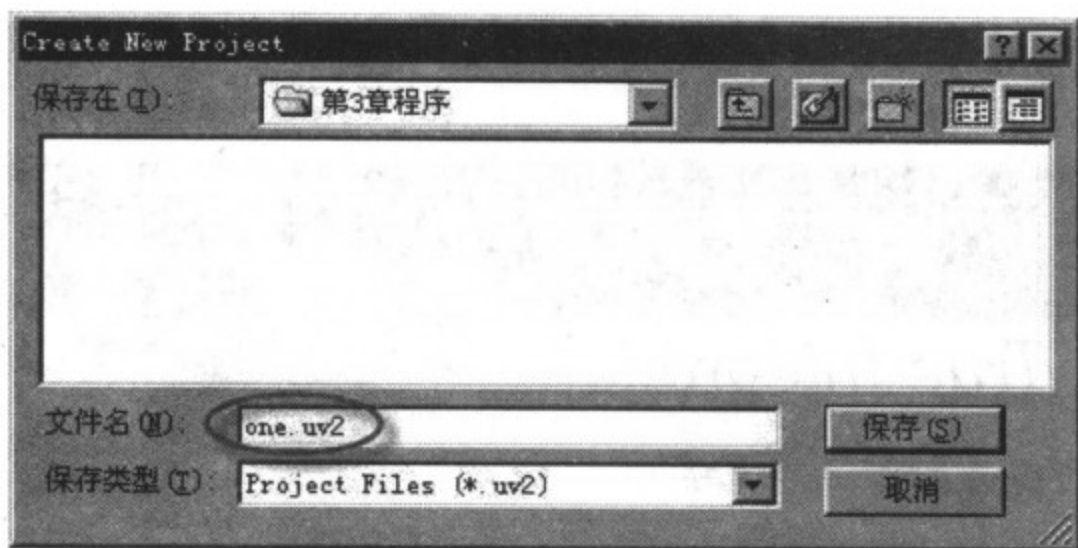 Create New Project
保存在(I):
第3章程序
文件名(N):
one.uv2
保存(S)
保存类型(T):
Project Files (*.uv2)
取消